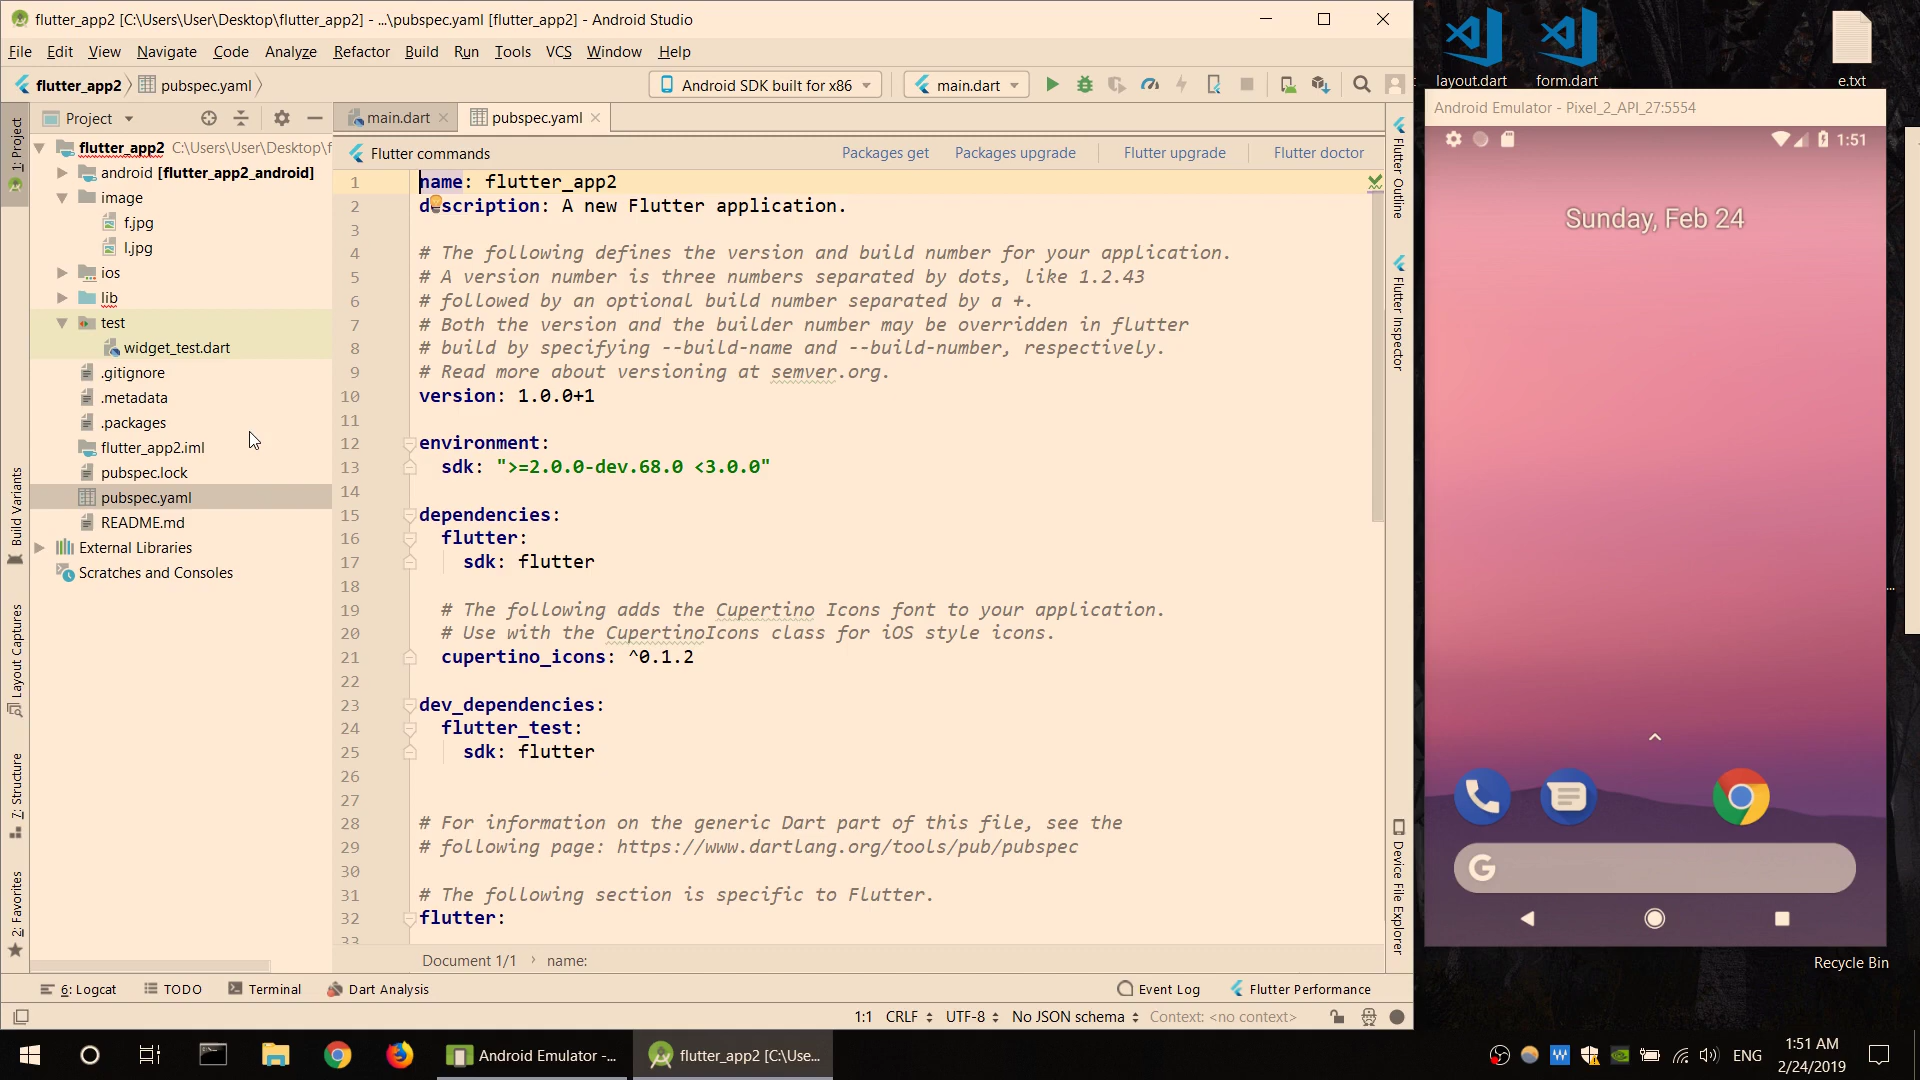 flutter_app2 [C:\Users\User\Desktop\flutter_app2] - ...\pubspec.yaml [flutter_app2] - Android Studio
File Edit View Navigate Code Analyze Refactor Build Run Tools VCS Window Help
flutter_app2 pubspec.yaml Android SDK built for x86 main.dart
Project main.dart pubspec.yaml
1: Project
Build Variants
Layout Captures
7: Structure
2: Favorites
flutter_app2 C:\Users\User\Desktop\f
android [flutter_app2_android]
image
f.jpg
l.jpg
ios
lib
test
widget_test.dart
.gitignore
.metadata
.packages
flutter_app2.iml
pubspec.lock
pubspec.yaml
README.md
External Libraries
Scratches and Consoles
Flutter commands Packages get Packages upgrade Flutter upgrade Flutter doctor
1 name: flutter_app2
2 description: A new Flutter application.
3
4 # The following defines the version and build number for your application.
5 # A version number is three numbers separated by dots, like 1.2.43
6 # followed by an optional build number separated by a +.
7 # Both the version and the builder number may be overridden in flutter
8 # build by specifying --build-name and --build-number, respectively.
9 # Read more about versioning at semver.org.
10 version: 1.0.0+1
11
12 environment:
13 sdk: ">=2.0.0-dev.68.0 <3.0.0"
14
15 dependencies:
16 flutter:
17 sdk: flutter
18
19 # The following adds the Cupertino Icons font to your application.
20 # Use with the CupertinoIcons class for iOS style icons.
21 cupertino_icons: ^0.1.2
22
23 dev_dependencies:
24 flutter_test:
25 sdk: flutter
26
27
28 # For information on the generic Dart part of this file, see the
29 # following page: https://www.dartlang.org/tools/pub/pubspec
30
31 # The following section is specific to Flutter.
32 flutter:
33
Document 1/1 name:
Flutter Outline
Flutter Inspector
Device File Explorer
6: Logcat TODO Terminal Dart Analysis Event Log Flutter Performance
1:1 CRLF UTF-8 No JSON schema Context: <no context>
layout.dart form.dart e.txt
Android Emulator - Pixel_2_API_27:5554
1:51
Sunday, Feb 24
G
...
Recycle Bin
Android Emulator -... flutter_app2 [C:\Use... ENG 1:51 AM
2/24/2019